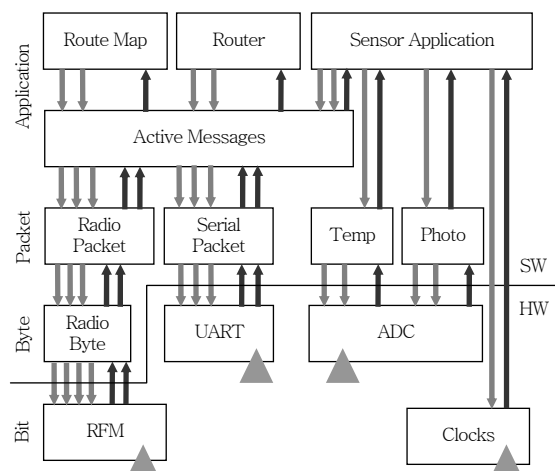 Application
Route Map
Router
Sensor Application
Active Messages
Packet
Radio
Packet
Serial
Packet
Temp
Photo
SW
HW
Byte
Radio
Byte
UART
ADC
Bit
RFM
Clocks